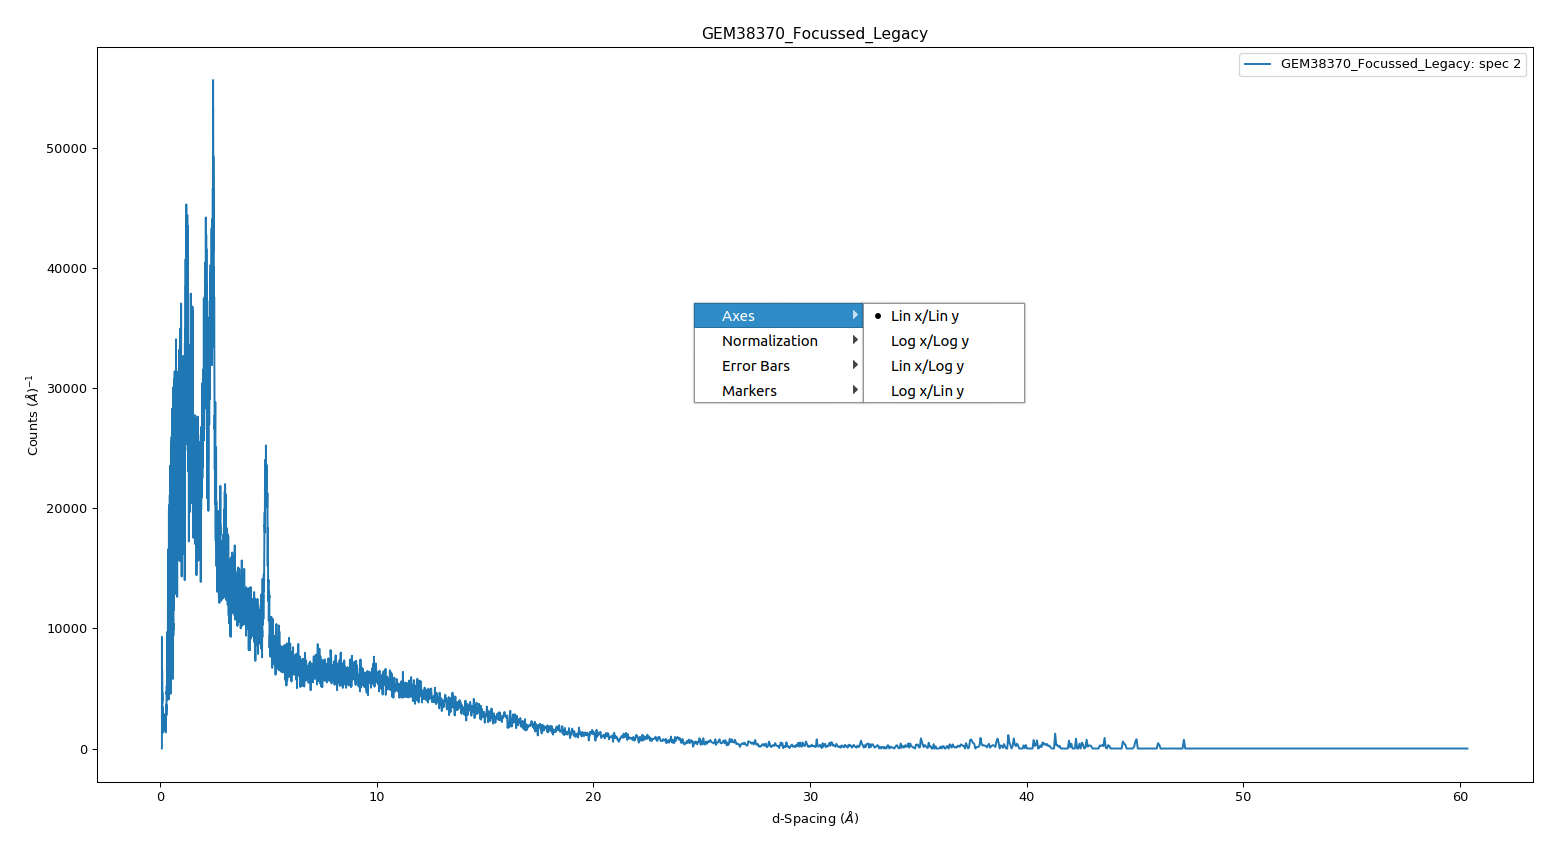 GEM38370_Focussed_Legacy
GEM38370_Focussed_Legacy: spec 2
50000
40000
30000
20000
10000
0
Counts (Å)⁻¹
Axes
Normalization
Error Bars
Markers
Lin x/Lin y
Log x/Log y
Lin x/Log y
Log x/Lin y
0 10 20 30 40 50 60
d-Spacing (Å)